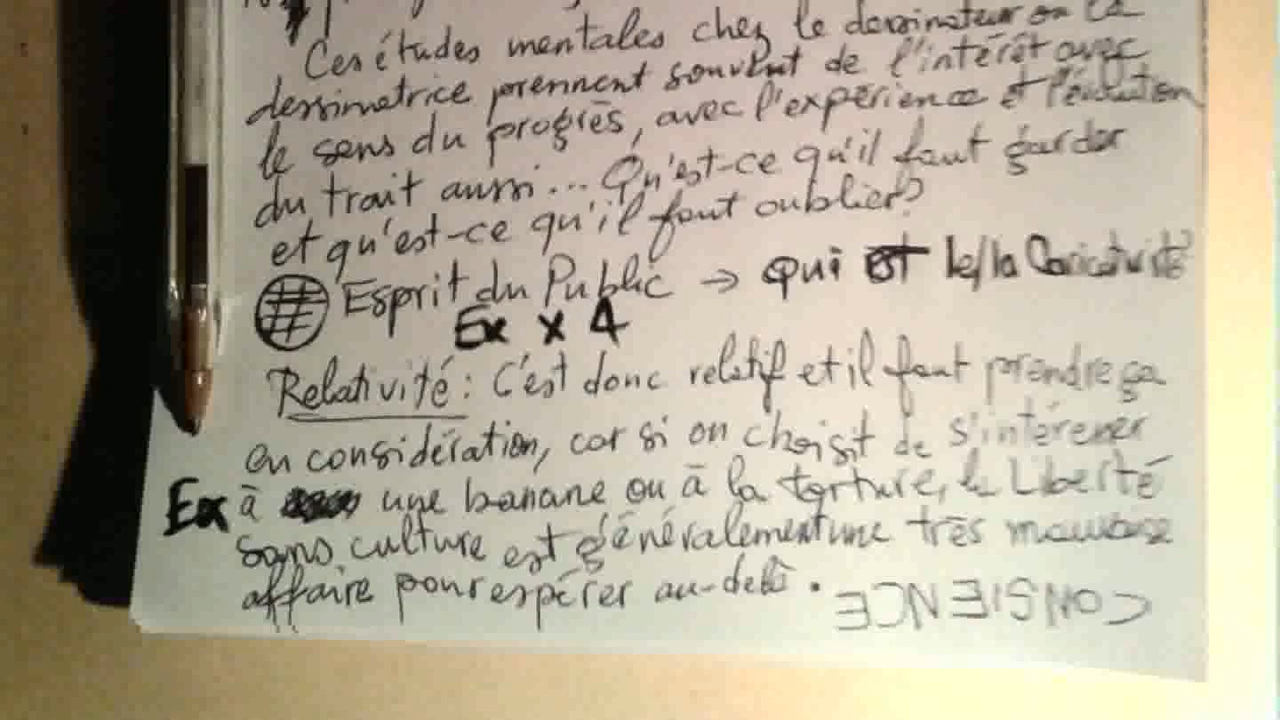 Ces études mentales chez le dessinateur ou la
dessinatrice prennent souvent de l'intérêt avec
le sens du progrès, avec l'expérience et l'évolution
du trait aussi... Qu'est-ce qu'il faut garder
et qu'est-ce qu'il faut oublier?
# Esprit du Public → qui est le/la Caricaturiste
Ex x 4
Relativité: C'est donc relatif et il faut prendre ça
en considération, car si on choisit de s'intéresser
Ex à une banane ou à la torture, la Liberté
sans culture est généralement une très mauvaise
affaire pour espérer au-delà.
CONSIENCE